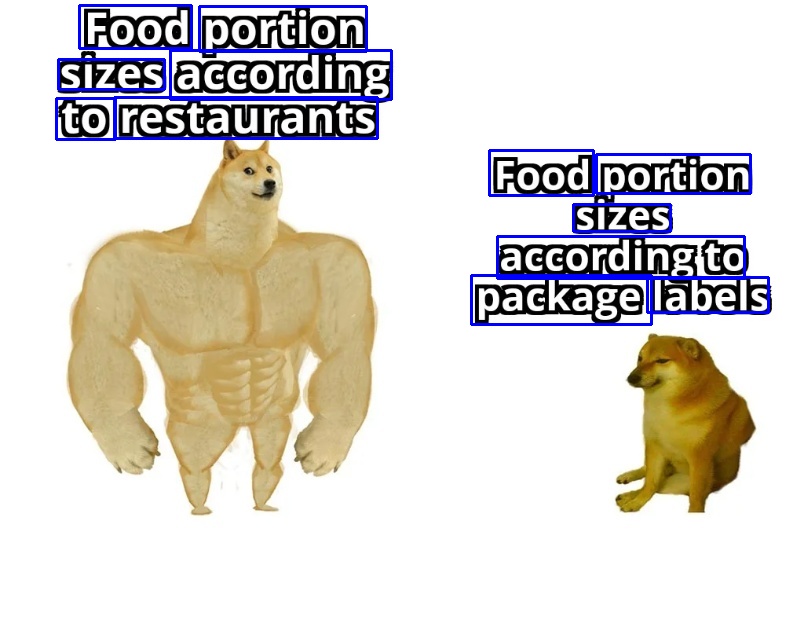 Food portion
sizes according
to restaurants
Food portion
sizes
according to
package labels